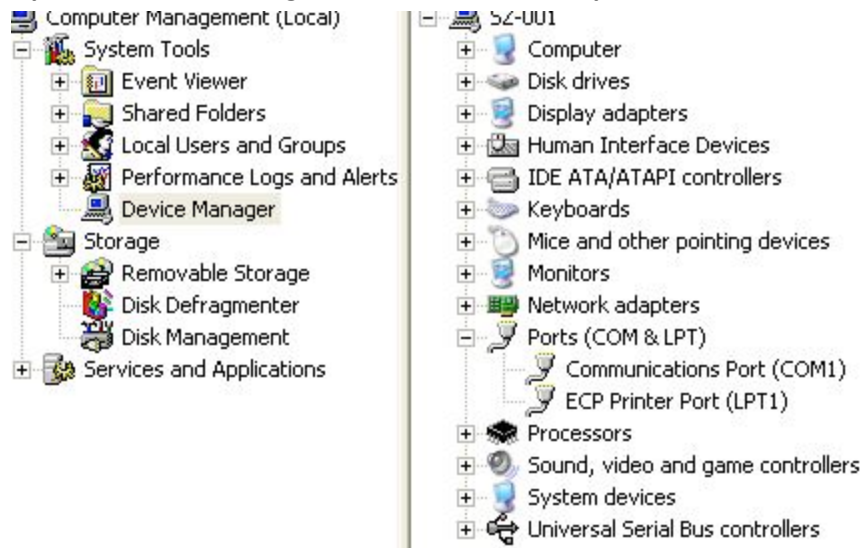 Computer Management (Local)
System Tools
Event Viewer
Shared Folders
Local Users and Groups
Performance Logs and Alerts
Device Manager
Storage
Removable Storage
Disk Defragmenter
Disk Management
Services and Applications
SZ-001
Computer
Disk drives
Display adapters
Human Interface Devices
IDE ATA/ATAPI controllers
Keyboards
Mice and other pointing devices
Monitors
Network adapters
Ports (COM & LPT)
Communications Port (COM1)
ECP Printer Port (LPT1)
Processors
Sound, video and game controllers
System devices
Universal Serial Bus controllers